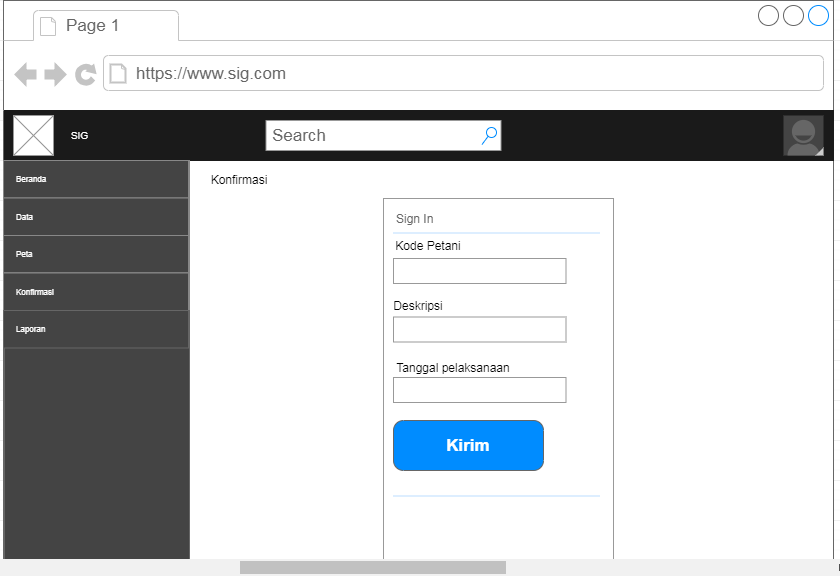 Page 1
https://www.sig.com
SIG
Search
Beranda
Data
Peta
Konfirmasi
Laporan
Konfirmasi
Sign In
Kode Petani
Deskripsi
Tanggal pelaksanaan
Kirim